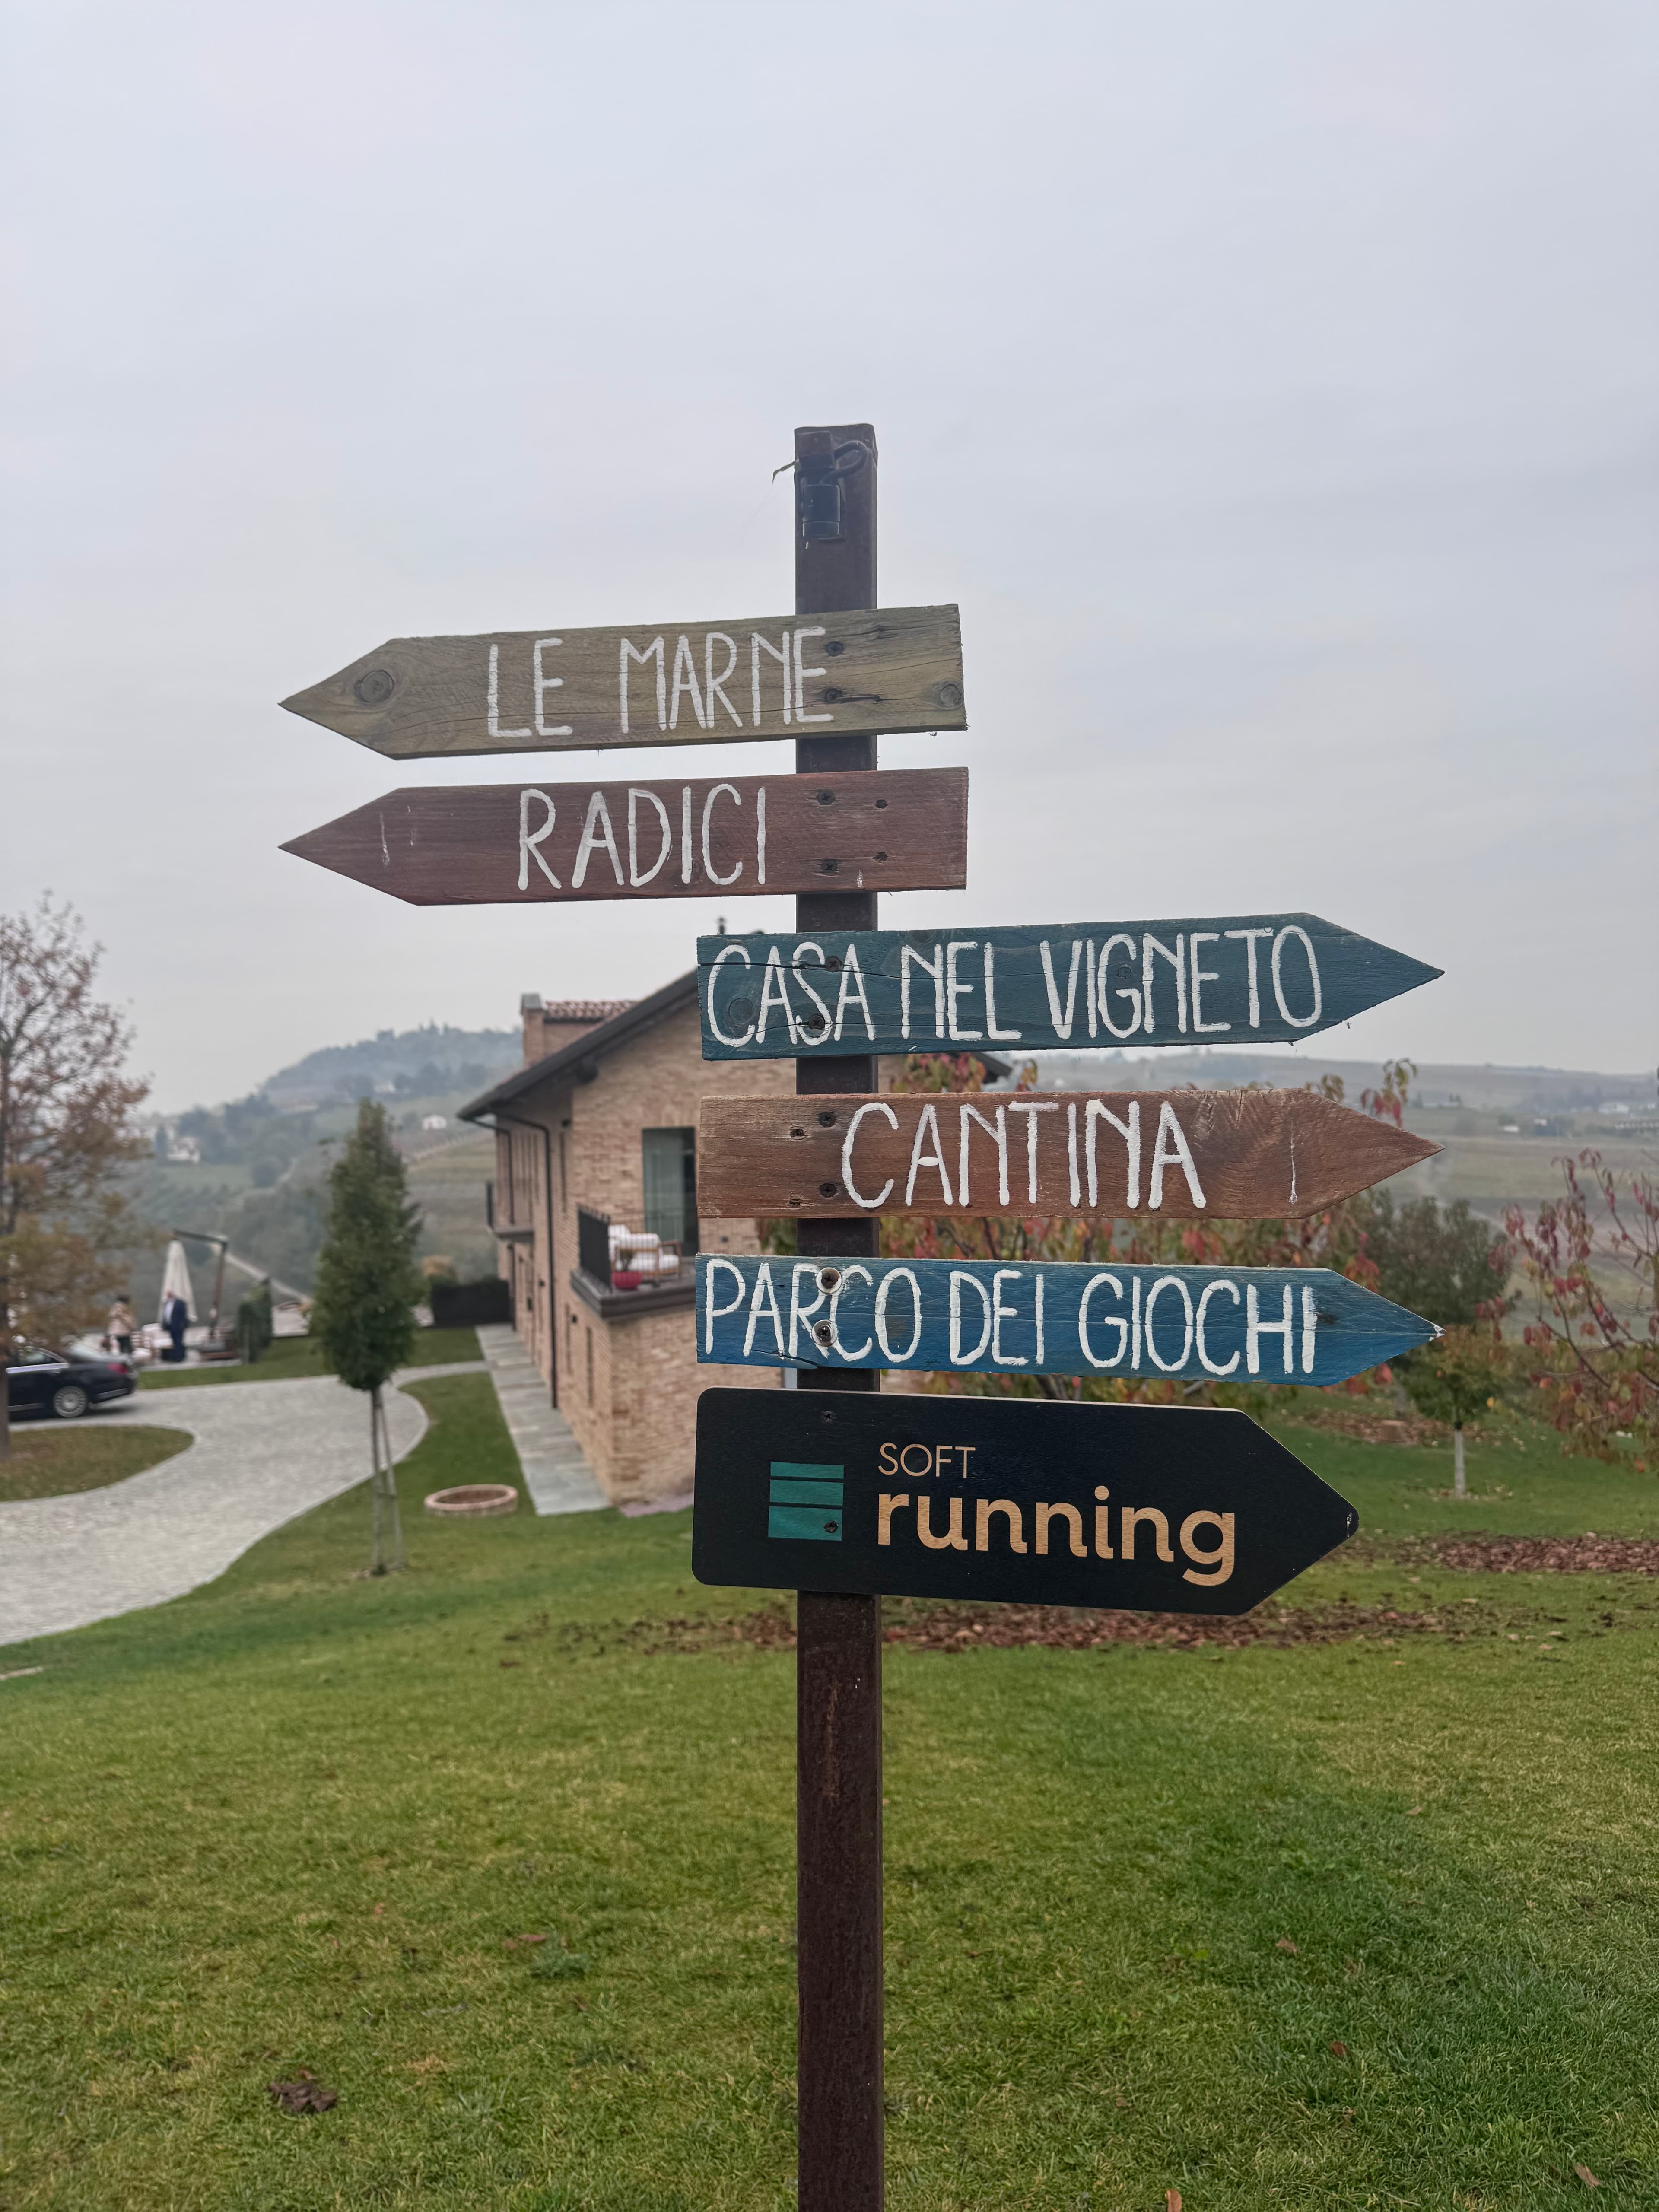 LE MARNE
RADICI
CASA NEL VIGNETO
CANTINA
PARCO DEI GIOCHI
SOFT
running